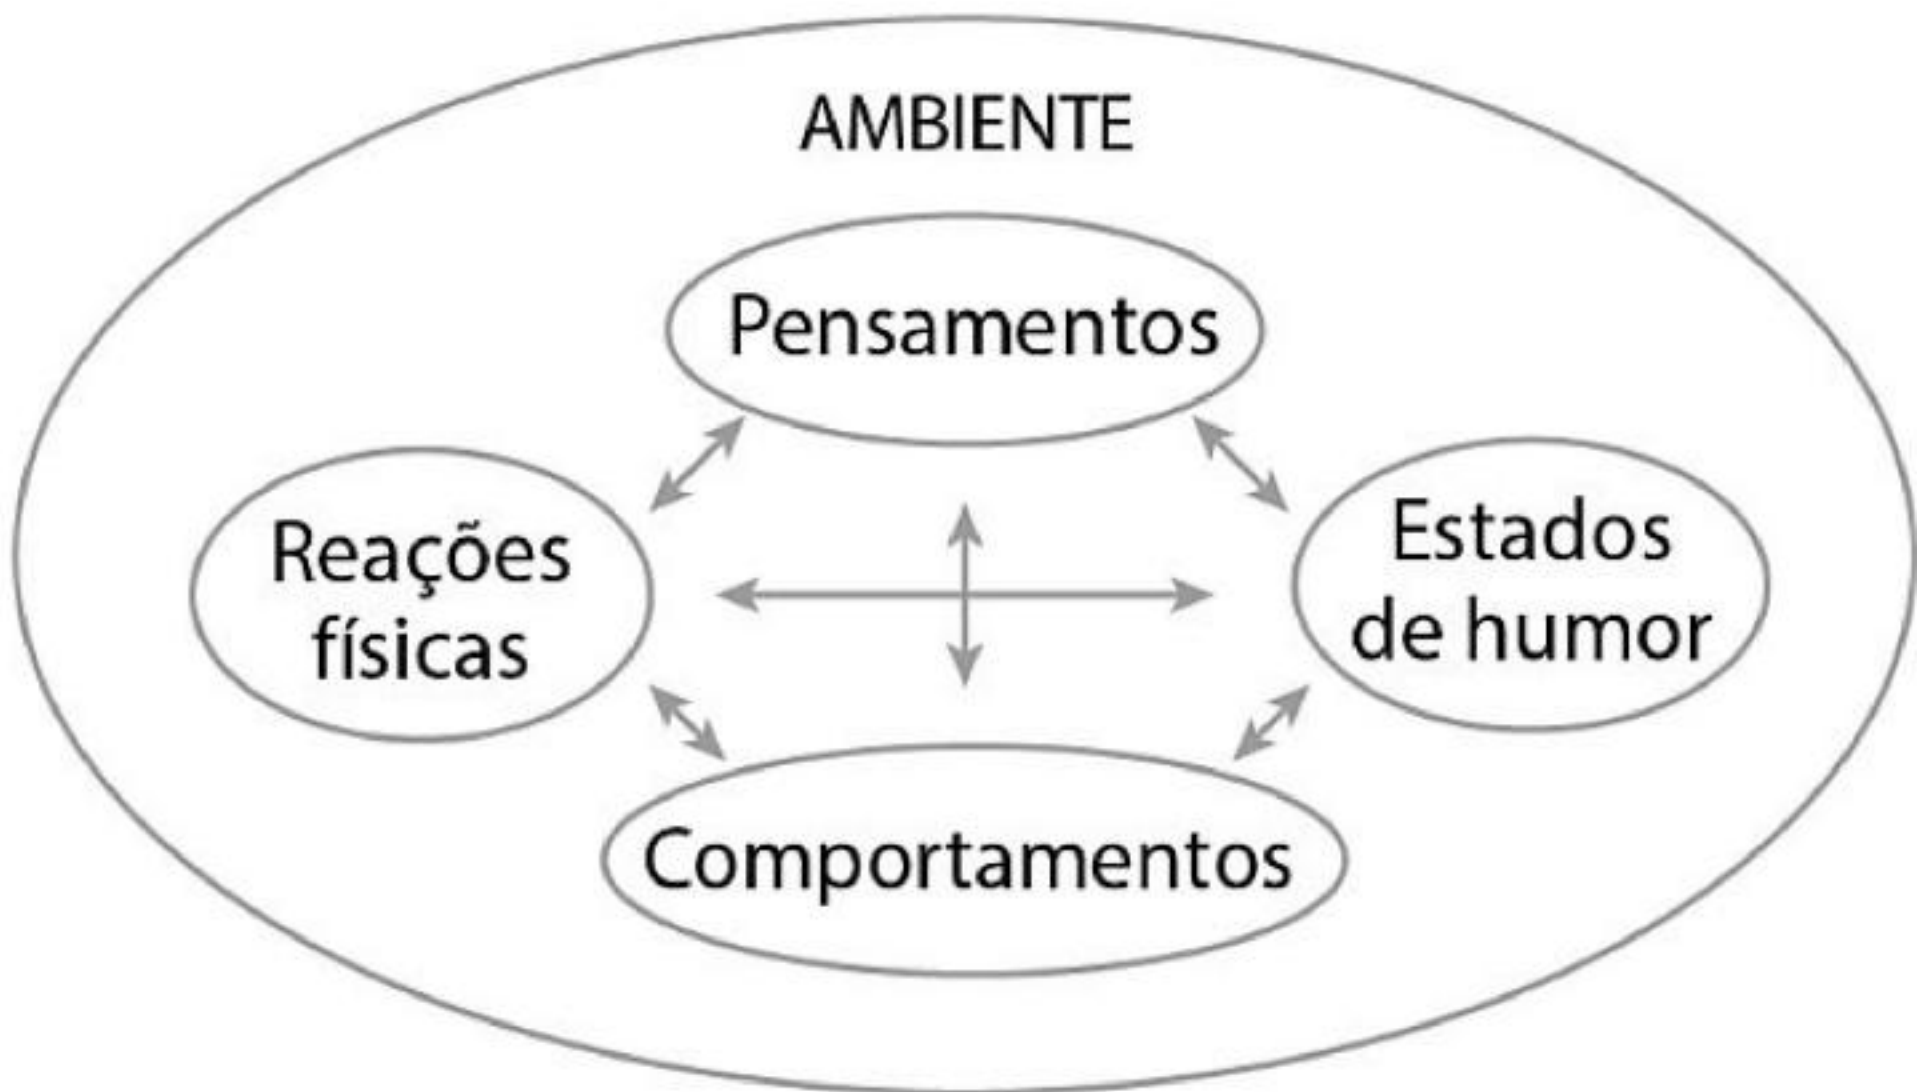 AMBIENTE
Pensamentos
Reações
físicas
Estados
de humor
Comportamentos